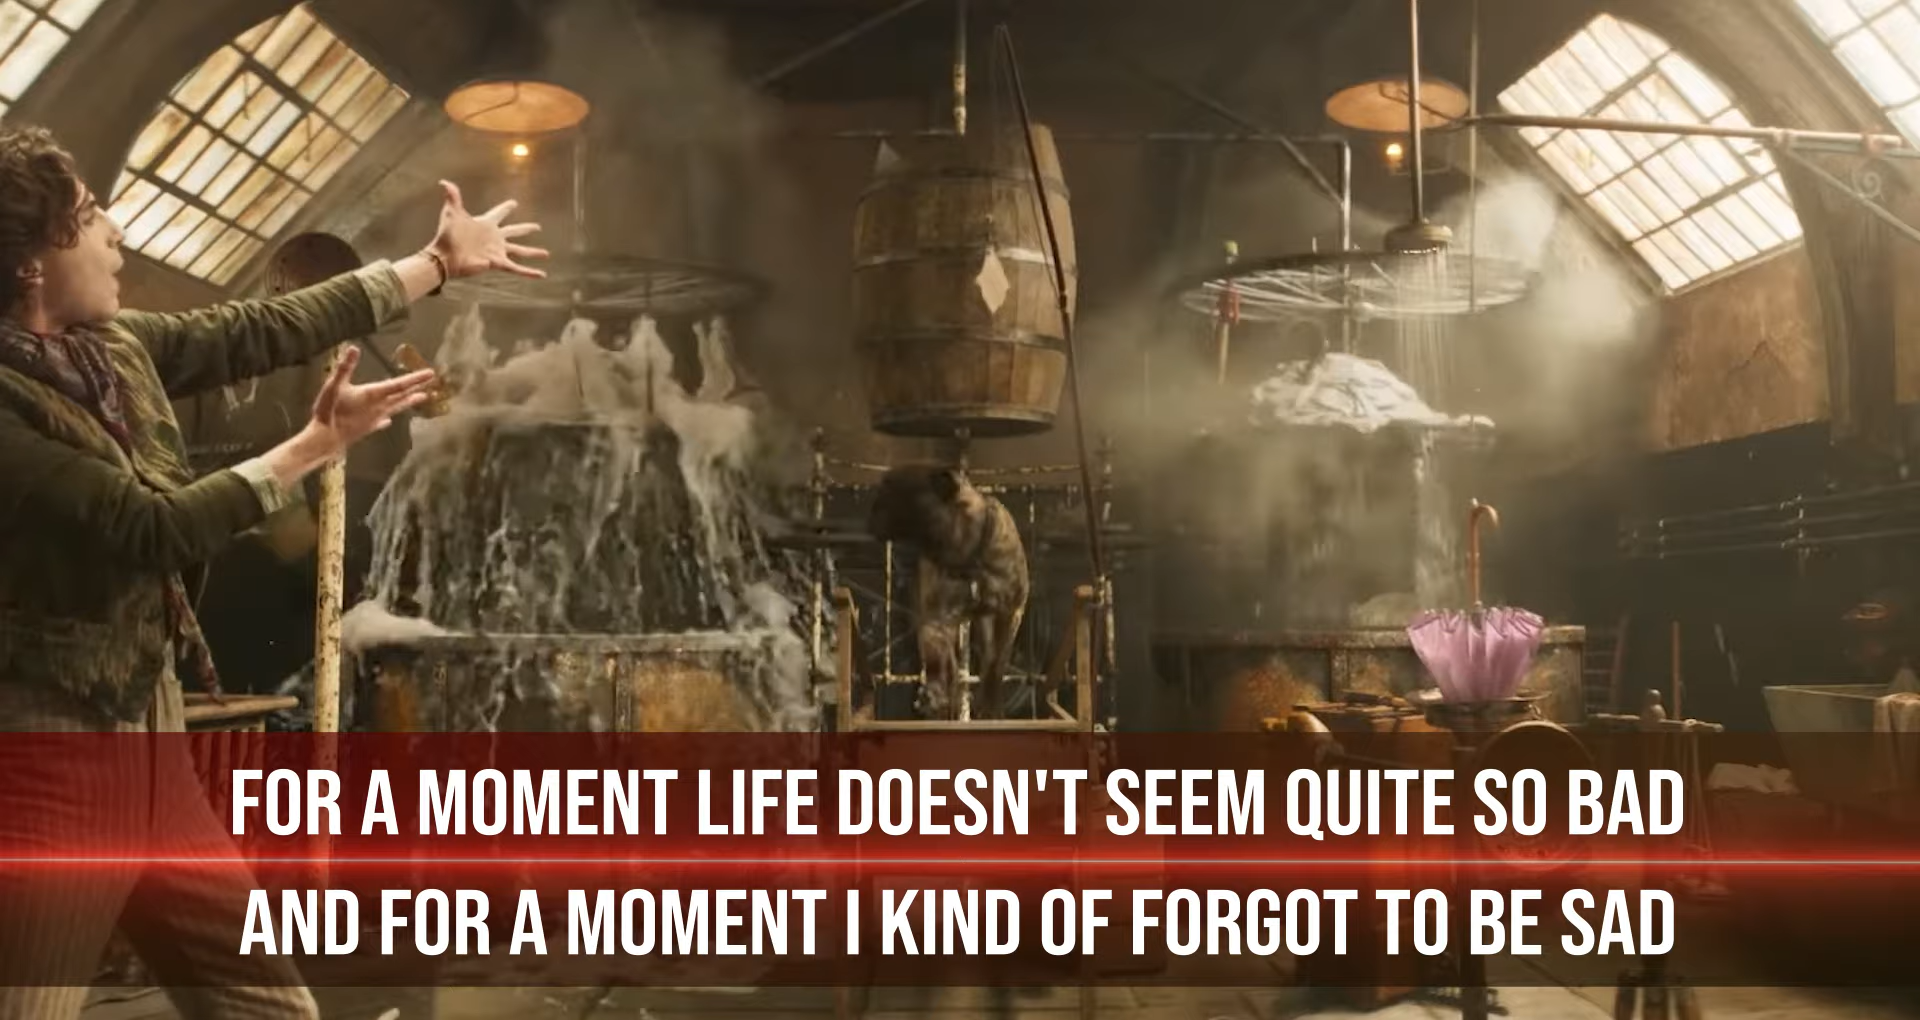 FOR A MOMENT LIFE DOESN'T SEEM QUITE SO BAD
AND FOR A MOMENT I KIND OF FORGOT TO BE SAD